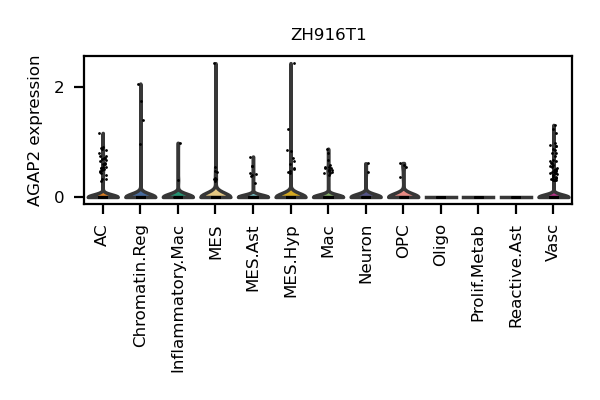 ZH916T1
AGAP2 expression
2
0
AC
Chromatin.Reg
Inflammatory.Mac
MES
MES.Ast
MES.Hyp
Mac
Neuron
OPC
Oligo
Prolif.Metab
Reactive.Ast
Vasc